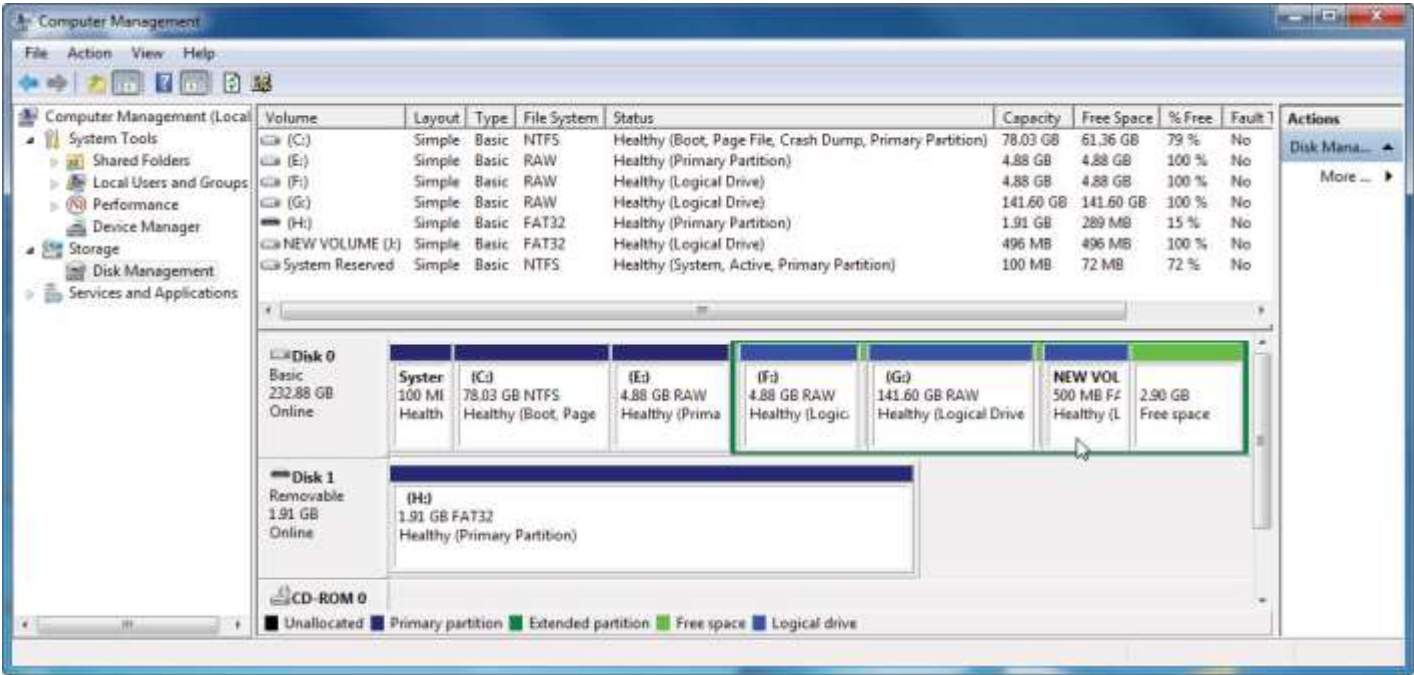 Computer Management
File Action View Help
Computer Management (Local
System Tools
Shared Folders
Local Users and Groups
Performance
Device Manager
Storage
Disk Management
Services and Applications
Volume Layout Type File System Status Capacity Free Space % Free Fault T
(C:) Simple Basic NTFS Healthy (Boot, Page File, Crash Dump, Primary Partition) 78.03 GB 61.36 GB 79 % No
(E:) Simple Basic RAW Healthy (Primary Partition) 4.88 GB 4.88 GB 100 % No
(F:) Simple Basic RAW Healthy (Logical Drive) 4.88 GB 4.88 GB 100 % No
(G:) Simple Basic RAW Healthy (Logical Drive) 141.60 GB 141.60 GB 100 % No
(H:) Simple Basic FAT32 Healthy (Primary Partition) 1.91 GB 289 MB 15 % No
NEW VOLUME (J:) Simple Basic FAT32 Healthy (Logical Drive) 496 MB 496 MB 100 % No
System Reserved Simple Basic NTFS Healthy (System, Active, Primary Partition) 100 MB 72 MB 72 % No
Actions
Disk Mana...
More ...
Disk 0
Basic
232.88 GB
Online
Syster
100 MI
Health
(C:)
78.03 GB NTFS
Healthy (Boot, Page
(E:)
4.88 GB RAW
Healthy (Prima
(F:)
4.88 GB RAW
Healthy (Logic
(G:)
141.60 GB RAW
Healthy (Logical Drive
NEW VOL
500 MB FA
Healthy (L
2.90 GB
Free space
Disk 1
Removable
1.91 GB
Online
(H:)
1.91 GB FAT32
Healthy (Primary Partition)
CD-ROM 0
Unallocated Primary partition Extended partition Free space Logical drive